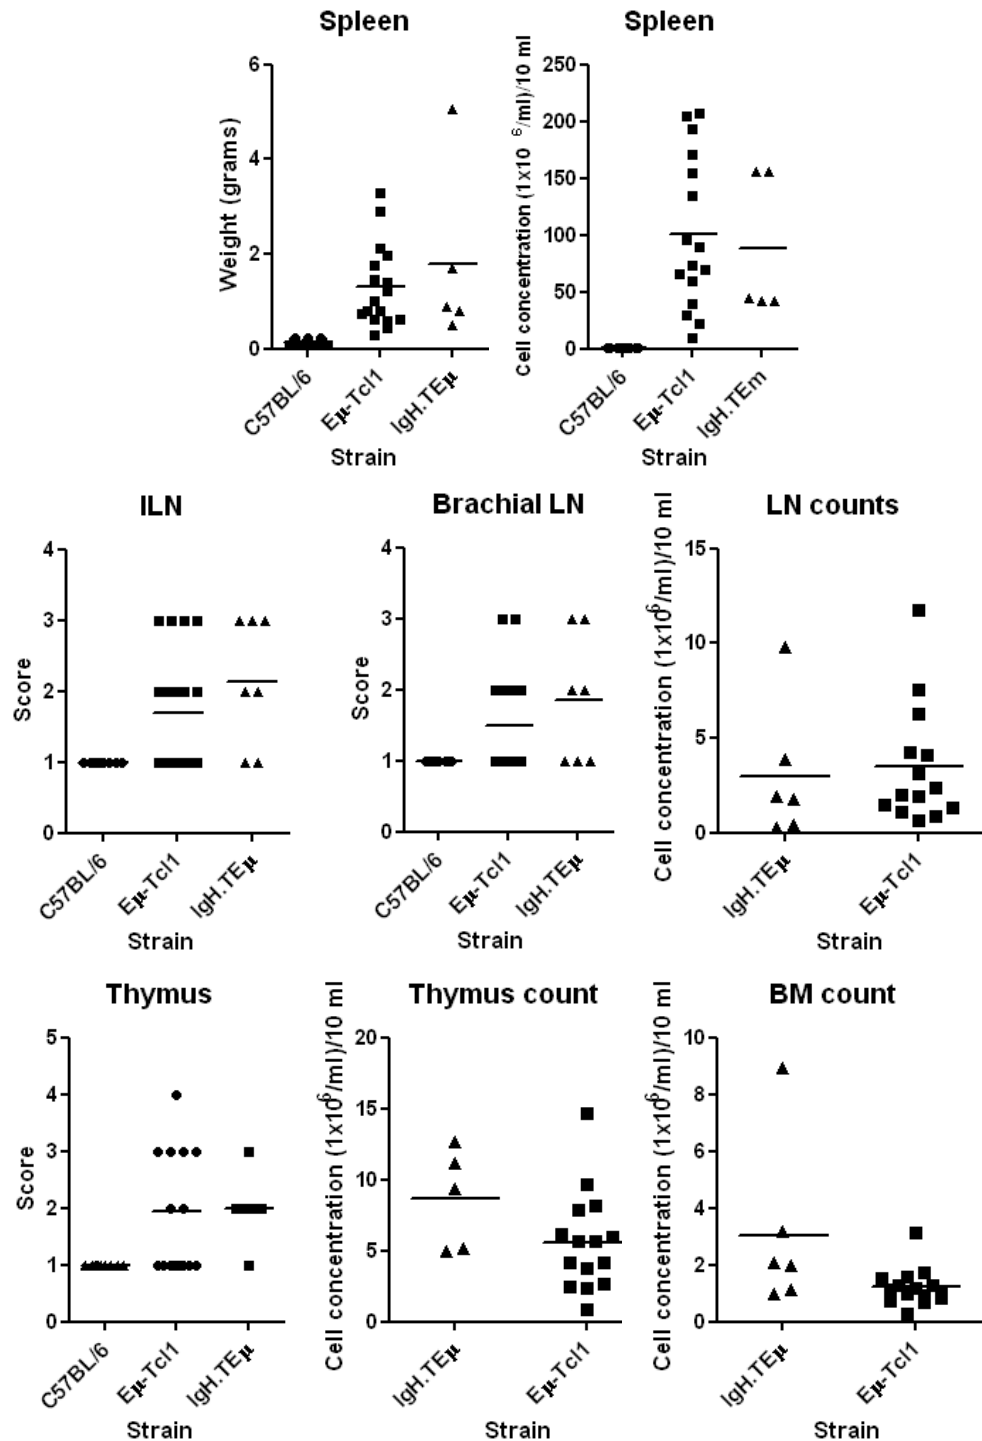 Spleen
Weight (grams)
6
4
2
0
C57BL/6
Eμ-Tcl1
IgH.TEμ
Strain
Spleen
Cell concentration (1x10 6/ml)/10 ml
250
200
150
100
50
0
C57BL/6
Eμ-Tcl1
IgH.TEm
Strain
ILN
Score
4
3
2
1
0
C57BL/6
Eμ-Tcl1
IgH.TEμ
Strain
Brachial LN
Score
4
3
2
1
0
C57BL/6
Eμ-Tcl1
IgH.TEμ
Strain
LN counts
Cell concentration (1x106/ml)/10 ml
15
10
5
0
IgH.TEμ
Eμ-Tcl1
Strain
Thymus
Score
5
4
3
2
1
0
C57BL/6
Eμ-Tcl1
IgH.TEμ
Strain
Thymus count
Cell concentration (1x106/ml)/10 ml
20
15
10
5
0
IgH.TEμ
Eμ-Tcl1
Strain
BM count
Cell concentration (1x106/ml)/10 ml
10
8
6
4
2
0
IgH.TEμ
Eμ-Tcl1
Strain